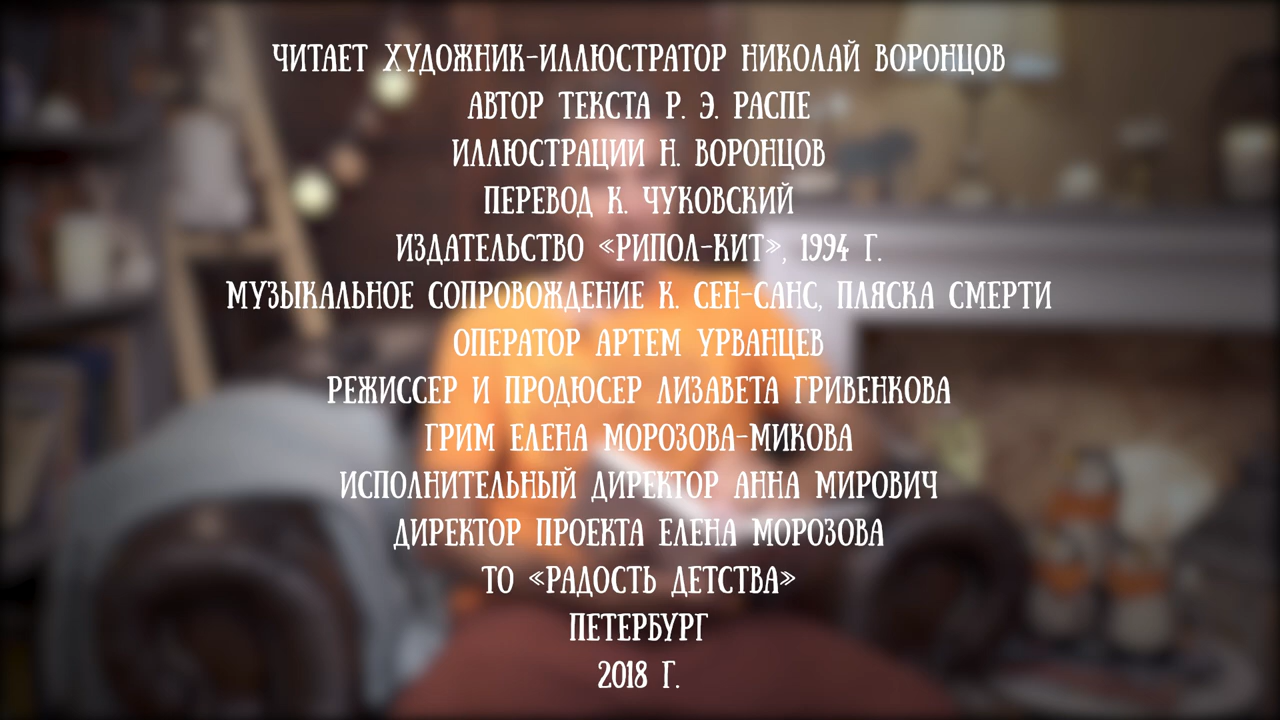 ЧИТАЕТ ХУДОЖНИК-ИЛЛЮСТРАТОР НИКОЛАЙ ВОРОНЦОВ
АВТОР ТЕКСТА Р. Э. РАСПЕ
ИЛЛЮСТРАЦИИ Н. ВОРОНЦОВ
ПЕРЕВОД К. ЧУКОВСКИЙ
ИЗДАТЕЛЬСТВО «РИПОЛ-КИТ», 1994 Г.
МУЗЫКАЛЬНОЕ СОПРОВОЖДЕНИЕ К. СЕН-САНС, ПЛЯСКА СМЕРТИ
ОПЕРАТОР АРТЕМ УРВАНЦЕВ
РЕЖИССЕР И ПРОДЮСЕР ЛИЗАВЕТА ГРИВЕНКОВА
ГРИМ ЕЛЕНА МОРОЗОВА-МИКОВА
ИСПОЛНИТЕЛЬНЫЙ ДИРЕКТОР АННА МИРОВИЧ
ДИРЕКТОР ПРОЕКТА ЕЛЕНА МОРОЗОВА
ТО «РАДОСТЬ ДЕТСТВА»
ПЕТЕРБУРГ
2018 Г.